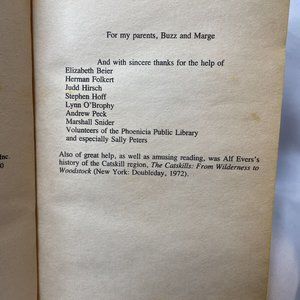 For my parents, Buzz and Marge
And with sincere thanks for the help of
Elizabeth Beier
Herman Folkert
Judd Hirsch
Stephen Hoff
Lynn O'Brophy
Andrew Peck
Marshall Snider
Volunteers of the Phoenicia Public Library
and especially Sally Peters
Also of great help, as well as amusing reading, was Alf Evers's
history of the Catskill region, The Catskills: From Wilderness to
Woodstock (New York: Doubleday, 1972).
Inc.
0